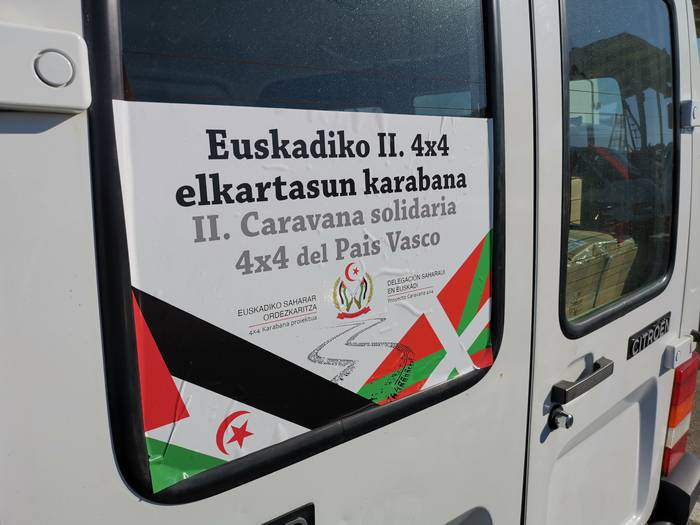 Euskadiko II. 4x4
elkartasun karabana
II. Caravana solidaria
4x4 del Pais Vasco
EUSKADIKO SAHARAR
ORDEZKARITZA
4x4 Karabana proiektua
DELEGACIÓN SAHARAUI
EN EUSKADI
Proyecto Caravana 4x4
CITROËN